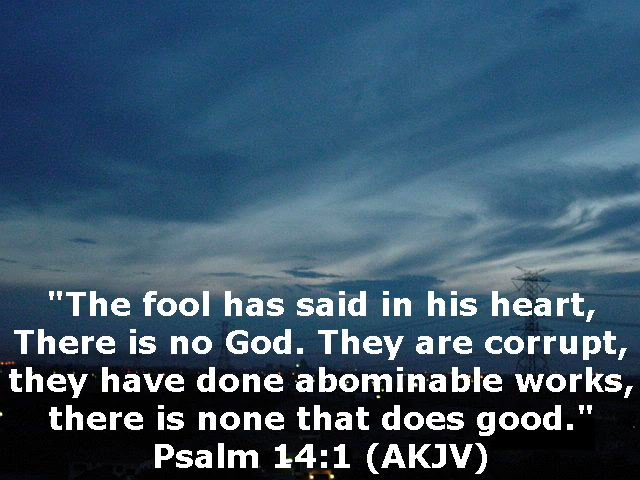 "The fool has said in his heart,
There is no God. They are corrupt,
they have done abominable works,
there is none that does good."
Psalm 14:1 (AKJV)